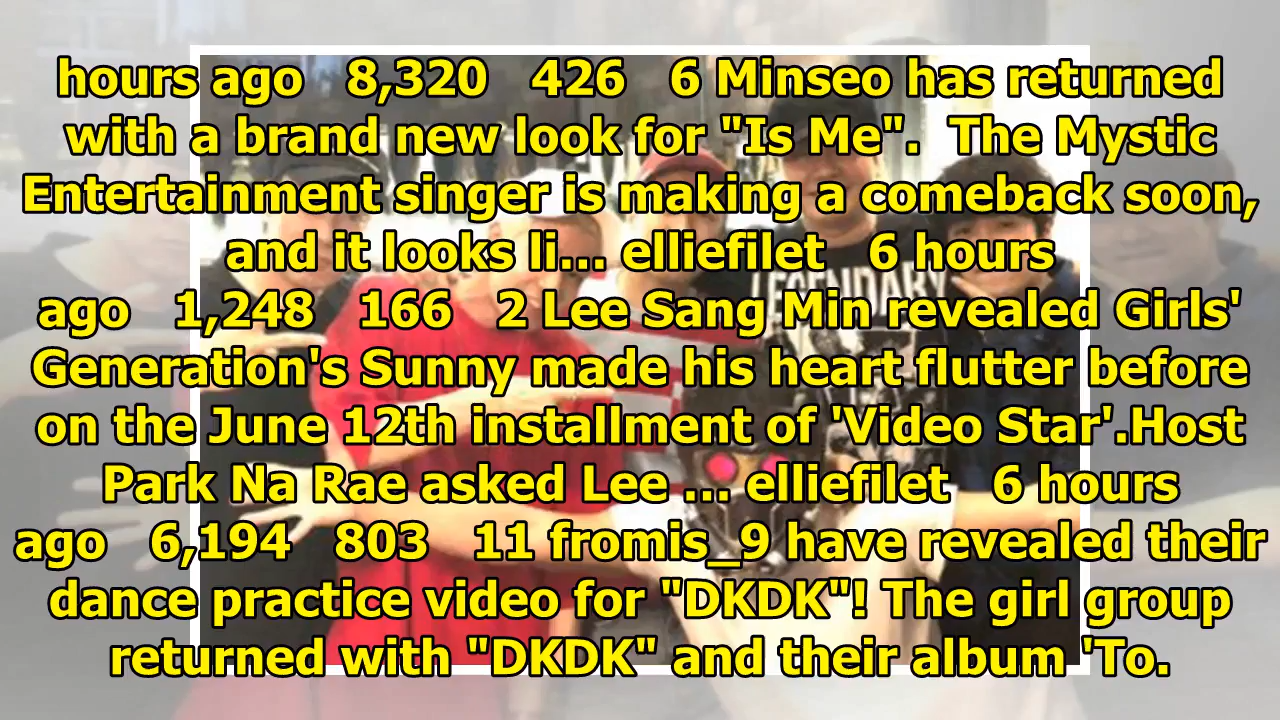 hours ago 8,320 426 6 Minseo has returned
with a brand new look for "Is Me". The Mystic
Entertainment singer is making a comeback soon,
and it looks li... elliefilet 6 hours
ago 1,248 166 2 Lee Sang Min revealed Girls'
Generation's Sunny made his heart flutter before
on the June 12th installment of 'Video Star'.Host
Park Na Rae asked Lee ... elliefilet 6 hours
ago 6,194 803 11 fromis_9 have revealed their
dance practice video for "DKDK"! The girl group
returned with "DKDK" and their album 'To.
LEGENDARY